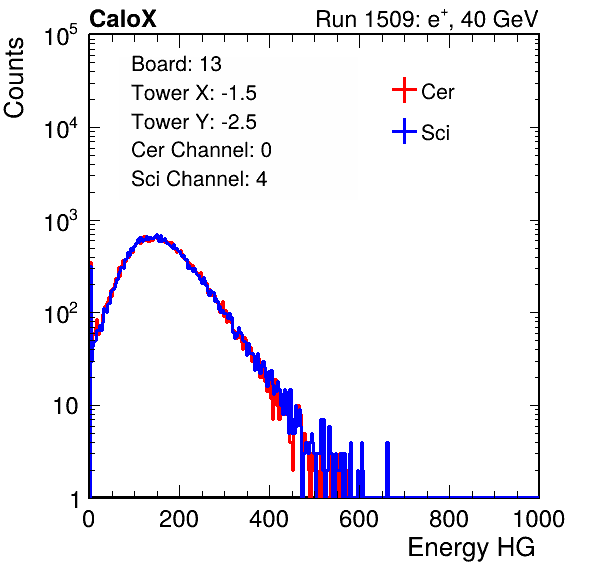 CaloX Run 1509: e+, 40 GeV
Board: 13
Tower X: -1.5
Tower Y: -2.5
Cer Channel: 0
Sci Channel: 4
Cer
Sci
Counts
10^5
10^4
10^3
10^2
10
1
0 200 400 600 800 1000
Energy HG